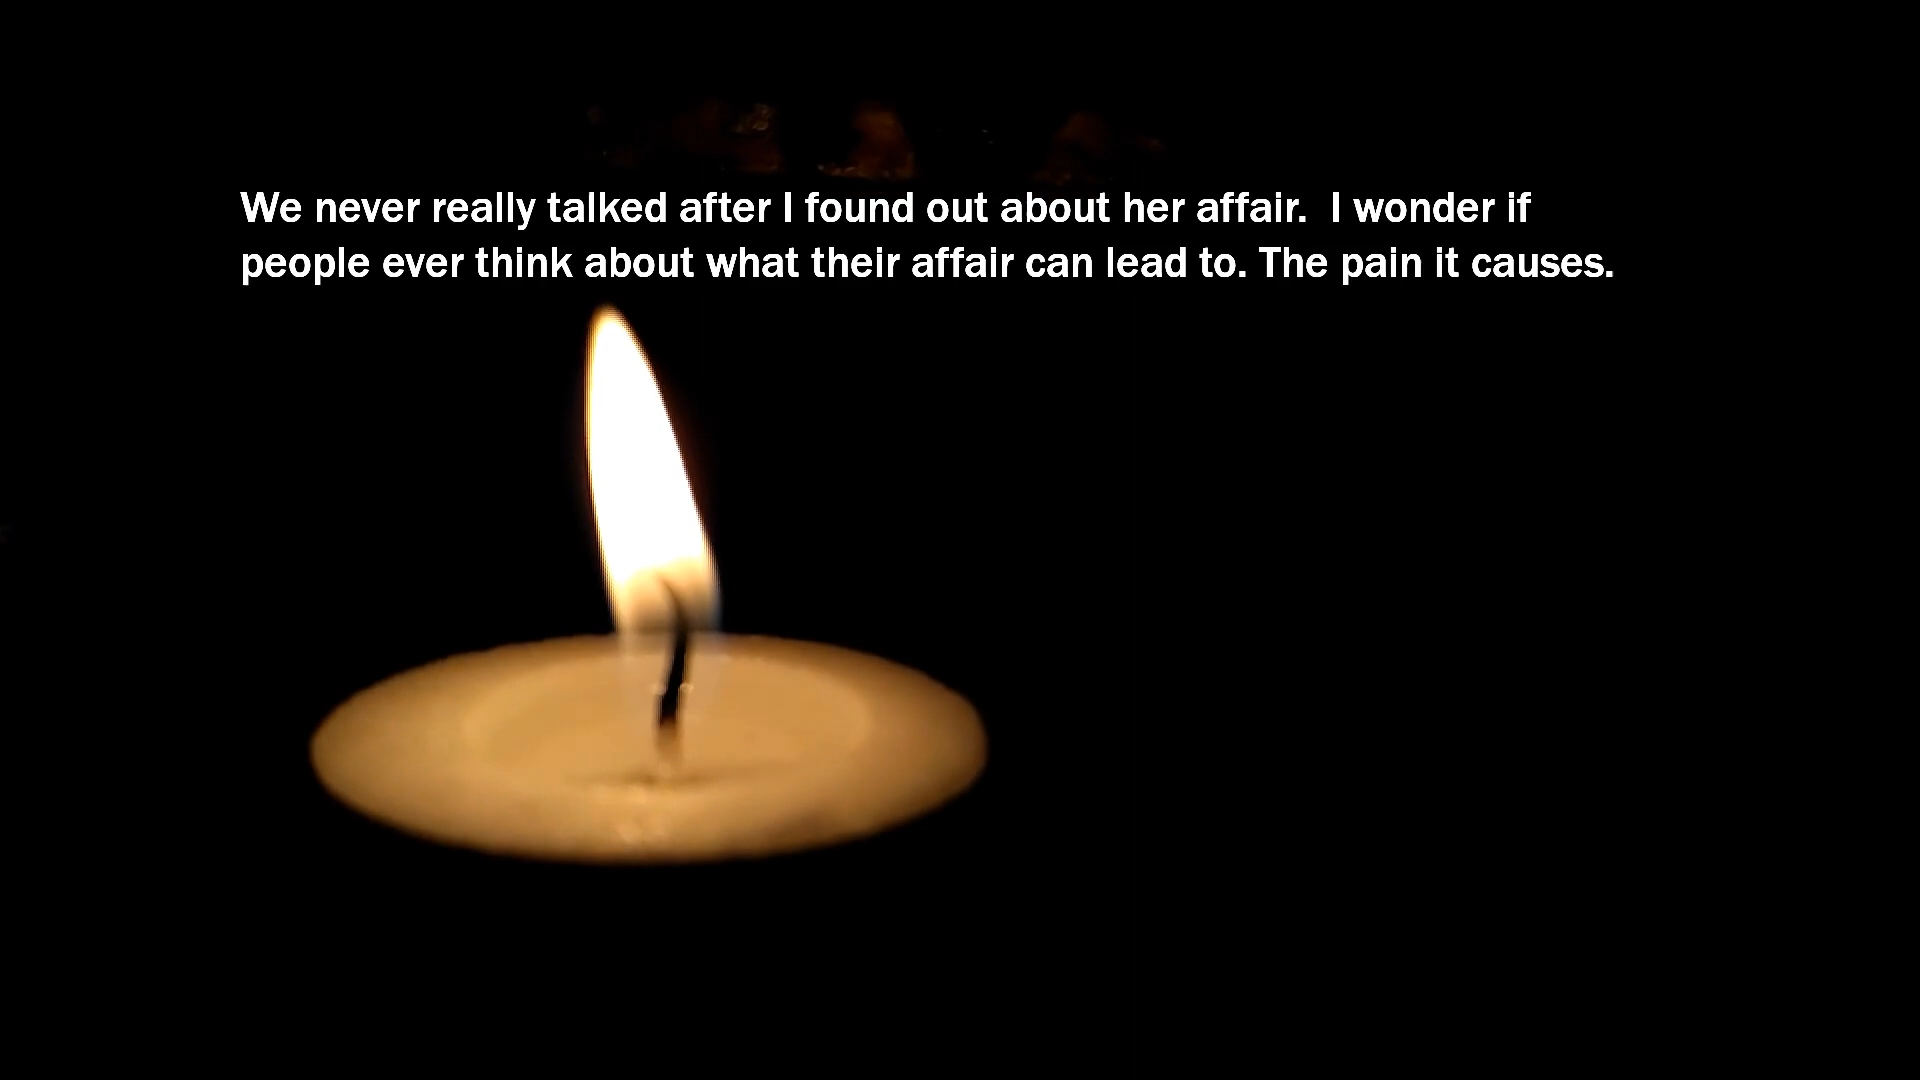 We never really talked after I found out about her affair.  I wonder if
people ever think about what their affair can lead to. The pain it causes.